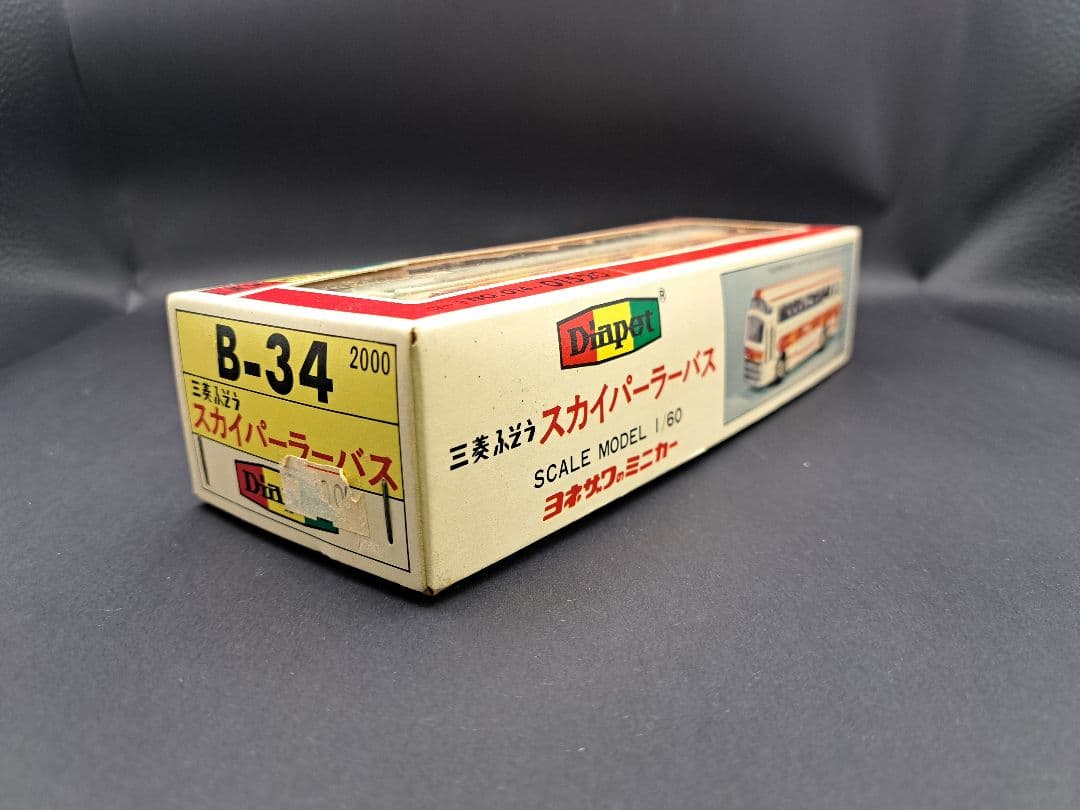 B-34 2000
三菱ふそう
スカイパーラーバス
Diapet
Diapet®
三菱ふそう スカイパーラーバス
SCALE MODEL 1/60
ヨネザワのミニカー